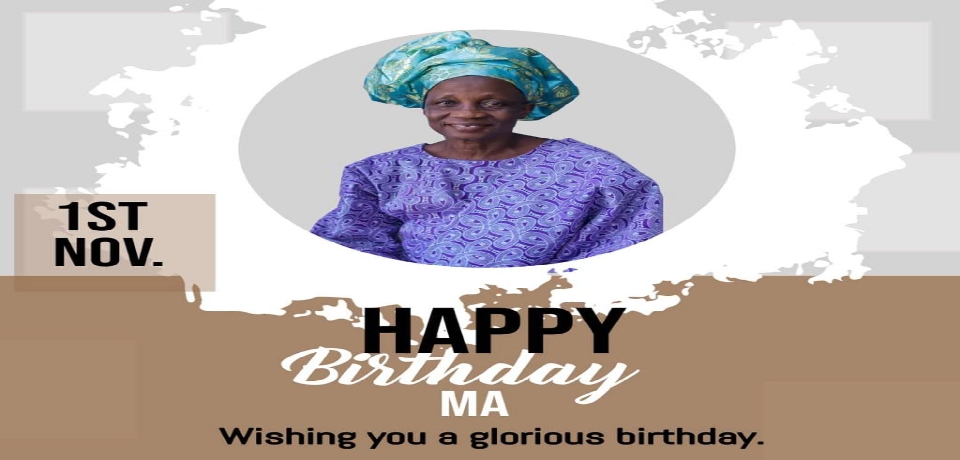 1ST
NOV.
HAPPY
Birthday
MA
Wishing you a glorious birthday.